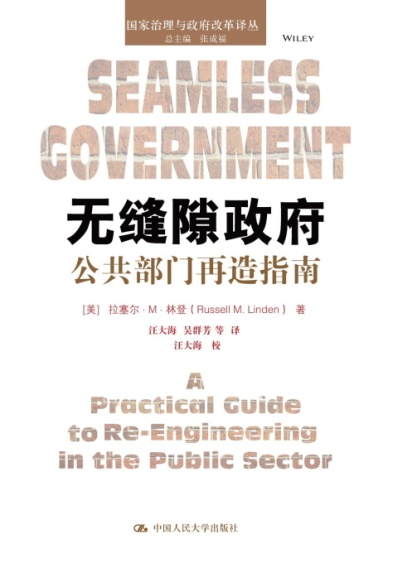 国家治理与政府改革译丛
总主编 张成福
WILEY
SEAMLESS
GOVERNMENT
无缝隙政府
公共部门再造指南
［美］ 拉塞尔·M·林登（Russell M. Linden） 著
汪大海 吴群芳 等 译
汪大海 校
A
Practical Guide
to Re-Engineering
in the Public Sector
中国人民大学出版社